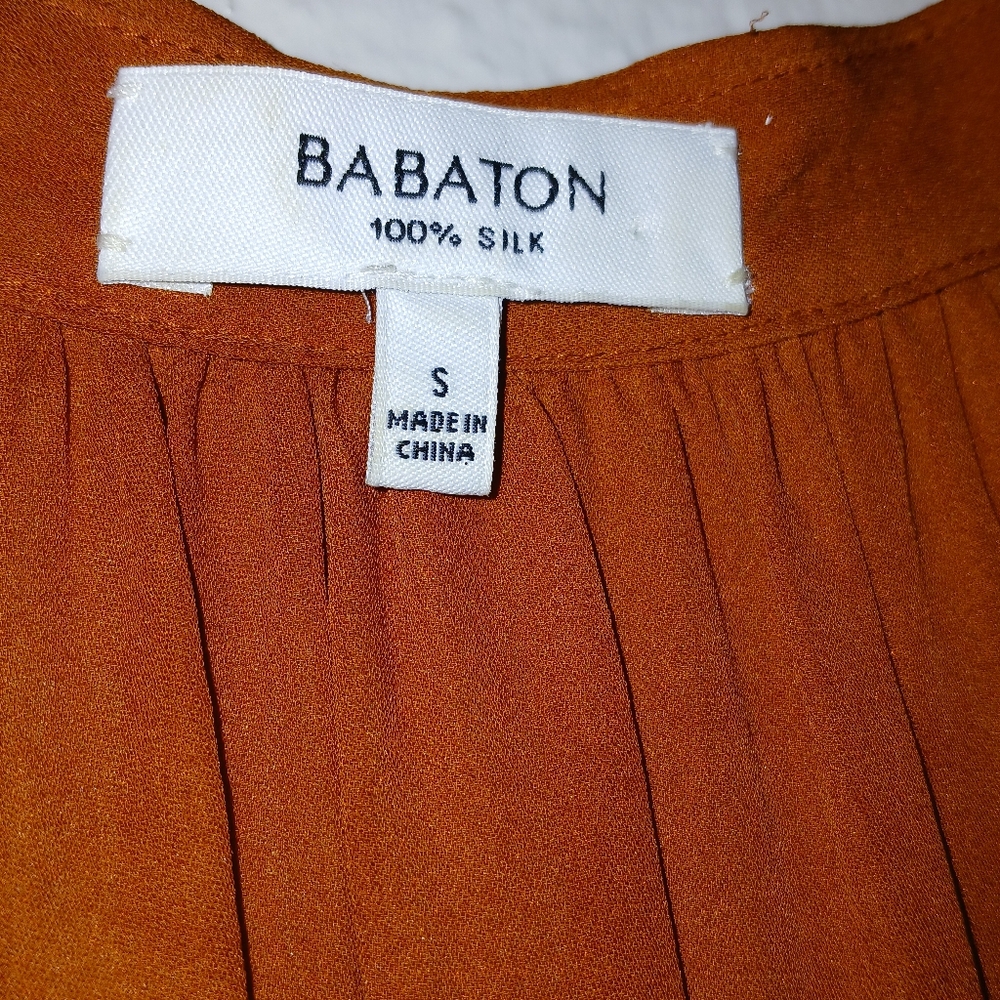 BABATON
100% SILK
S
MADE IN
CHINA